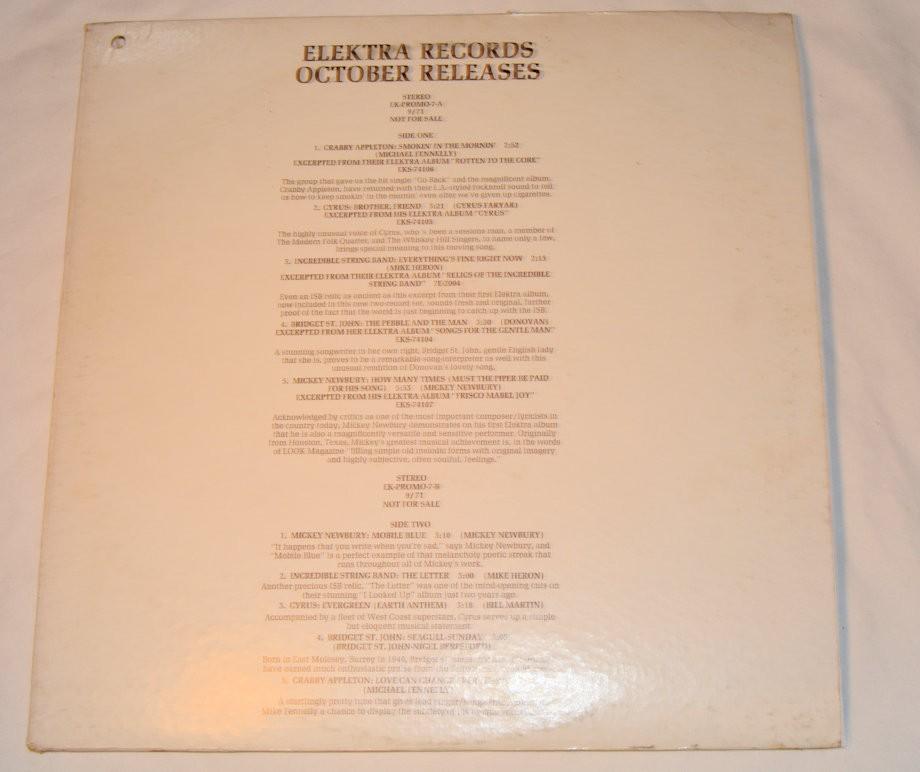 ELEKTRA RECORDS
OCTOBER RELEASES
STEREO
EK-PROMO-7-A
9/71
NOT FOR SALE
SIDE ONE
1. CRABBY APPLETON: SMOKIN' IN THE MORNIN' 2:52
(MICHAEL FENNELLY)
EXCERPTED FROM THEIR ELEKTRA ALBUM "ROTTEN TO THE CORE"
EKS-74106
The group that gave us the hit single "Go Back" and the magnificent album,
Crabby Appleton, have returned with their L.A.-styled rock&roll sound to tell
us how to keep smokin' in the mornin' even after we've given up cigarettes.
2. CYRUS: BROTHER, FRIEND 3:21 (CYRUS FARYAR)
EXCERPTED FROM HIS ELEKTRA ALBUM "CYRUS"
EKS-74105
The highly unusual voice of Cyrus, who's been a sessions man, a member of
The Modern Folk Quartet, and The Whiskey Hill Singers, to name only a few,
brings special meaning to this moving song.
3. INCREDIBLE STRING BAND: EVERYTHING'S FINE RIGHT NOW 2:13
(MIKE HERON)
EXCERPTED FROM THEIR ELEKTRA ALBUM "RELICS OF THE INCREDIBLE
STRING BAND" 7E-2004
Even an ISB relic as ancient as this excerpt from their first Elektra album,
now included in this new two-record set, sounds fresh and original, further
proof of the fact that the world is just beginning to catch up with the ISB.
4. BRIDGET ST. JOHN: THE PEBBLE AND THE MAN 3:30 (DONOVAN)
EXCERPTED FROM HER ELEKTRA ALBUM "SONGS FOR THE GENTLE MAN"
EKS-74104
A stunning songwriter in her own right, Bridget St. John, gentle English lady
that she is, proves to be a remarkable song-interpreter as well with this
unusual rendition of Donovan's lovely song.
5. MICKEY NEWBURY: HOW MANY TIMES (MUST THE PIPER BE PAID
FOR HIS SONG) 5:53 (MICKEY NEWBURY)
EXCERPTED FROM HIS ELEKTRA ALBUM "FRISCO MABEL JOY"
EKS-74107
Acknowledged by critics as one of the most important composer/lyricists in
the country today, Mickey Newbury demonstrates on his first Elektra album
that he is also a magnificently versatile and sensitive performer. Originally
from Houston, Texas, Mickey's greatest musical achievement is, in the words
of LOOK Magazine "filling simple old melodic forms with original imagery
and highly subjective, often soulful, feelings."
STEREO
EK-PROMO-7-B
9/71
NOT FOR SALE
SIDE TWO
1. MICKEY NEWBURY: MOBILE BLUE 3:10 (MICKEY NEWBURY)
"It happens that you write when you're sad," says Mickey Newbury, and
"Mobile Blue" is a perfect example of that melancholy poetic streak that
runs throughout all of Mickey's work.
2. INCREDIBLE STRING BAND: THE LETTER 3:00 (MIKE HERON)
Another precious ISB relic, "The Letter" was one of the mind-opening cuts on
their stunning "I Looked Up" album just two years ago.
3. CYRUS: EVERGREEN (EARTH ANTHEM) 3:18 (BILL MARTIN)
Accompanied by a fleet of West Coast superstars, Cyrus serves up a simple
but eloquent musical statement.
4. BRIDGET ST. JOHN: SEAGULL-SUNDAY
(BRIDGET ST. JOHN-NIGEL BERESFORD)
Born in East Molesey, Surrey in 1946, Bridget
have earned much enthusiastic praise from the
5. CRABBY APPLETON: LOVE CAN CHANGE
(MICHAEL FENNELLY)
A startlingly pretty tune that gives lead
Mike Fennelly a chance to display the